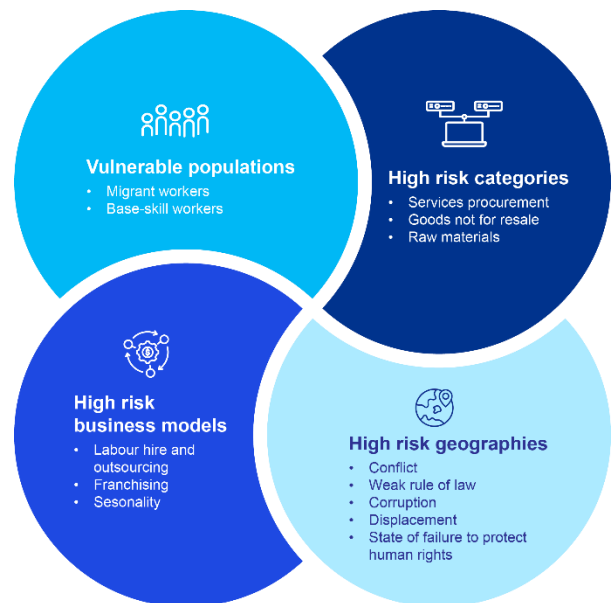 Vulnerable populations
• Migrant workers
• Base-skill workers
High risk categories
• Services procurement
• Goods not for resale
• Raw materials
High risk
business models
• Labour hire and
outsourcing
• Franchising
• Sesonality
High risk geographies
• Conflict
• Weak rule of law
• Corruption
• Displacement
• State of failure to protect
human rights